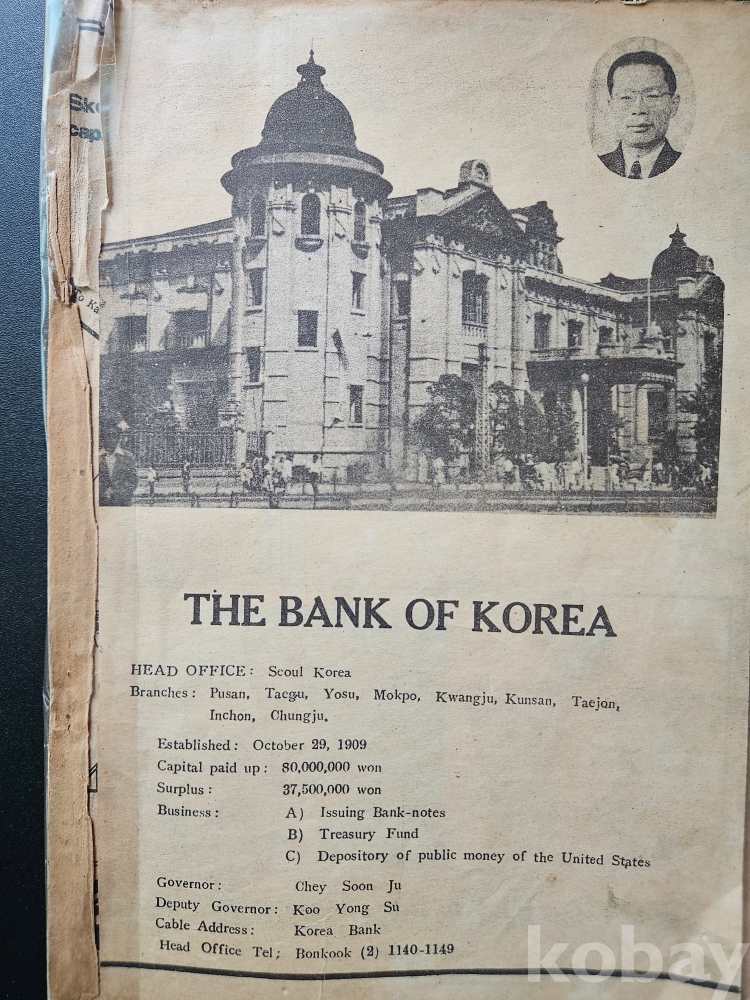 THE BANK OF KOREA
HEAD OFFICE: Seoul Korea
Branches: Pusan, Taegu, Yosu, Mokpo, Kwangju, Kunsan, Taejon,
Inchon, Chungju.
Established: October 29, 1909
Capital paid up: 80,000,000 won
Surplus: 37,500,000 won
Business: A) Issuing Bank-notes
B) Treasury Fund
C) Depository of public money of the United States
Governor: Chey Soon Ju
Deputy Governor: Koo Yong Su
Cable Address: Korea Bank
Head Office Tel; Bonkook (2) 1140-1149
kobay